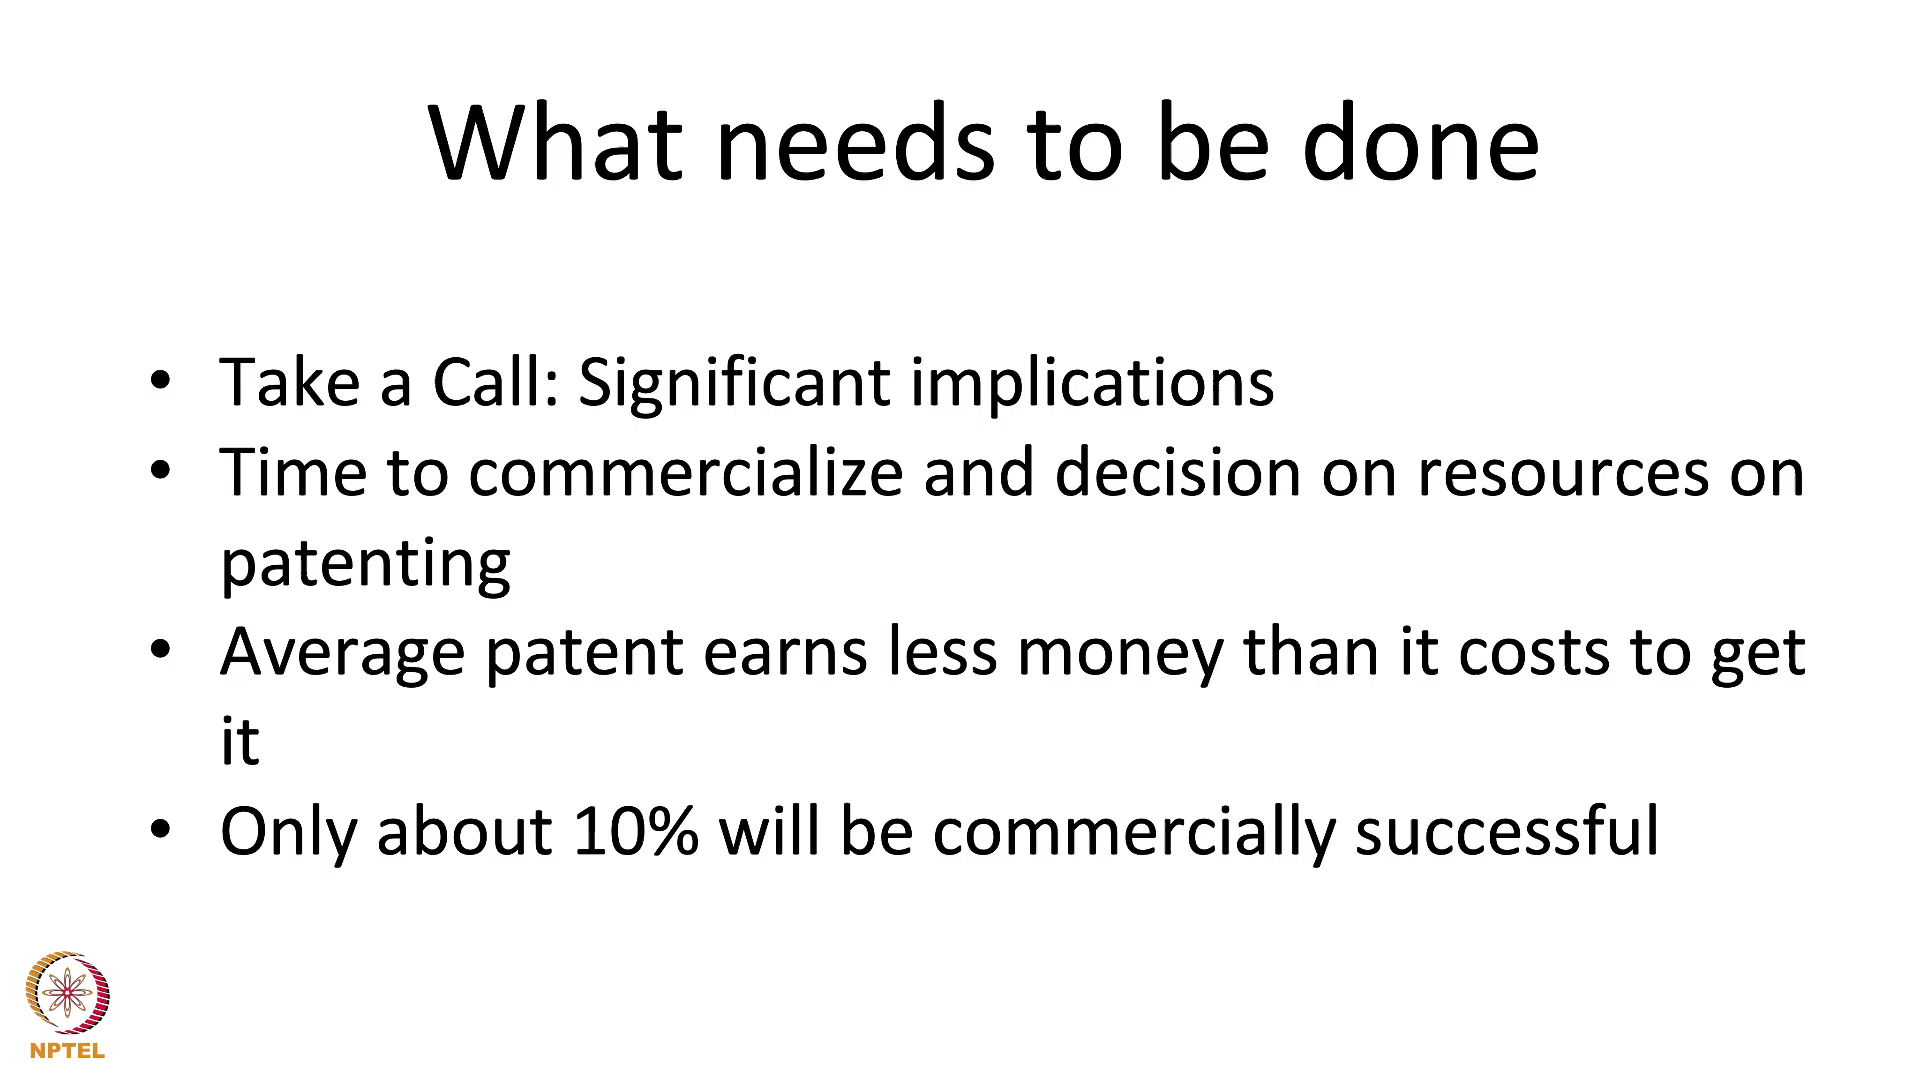 What needs to be done
• Take a Call: Significant implications
• Time to commercialize and decision on resources on
patenting
• Average patent earns less money than it costs to get
it
• Only about 10% will be commercially successful
NPTEL